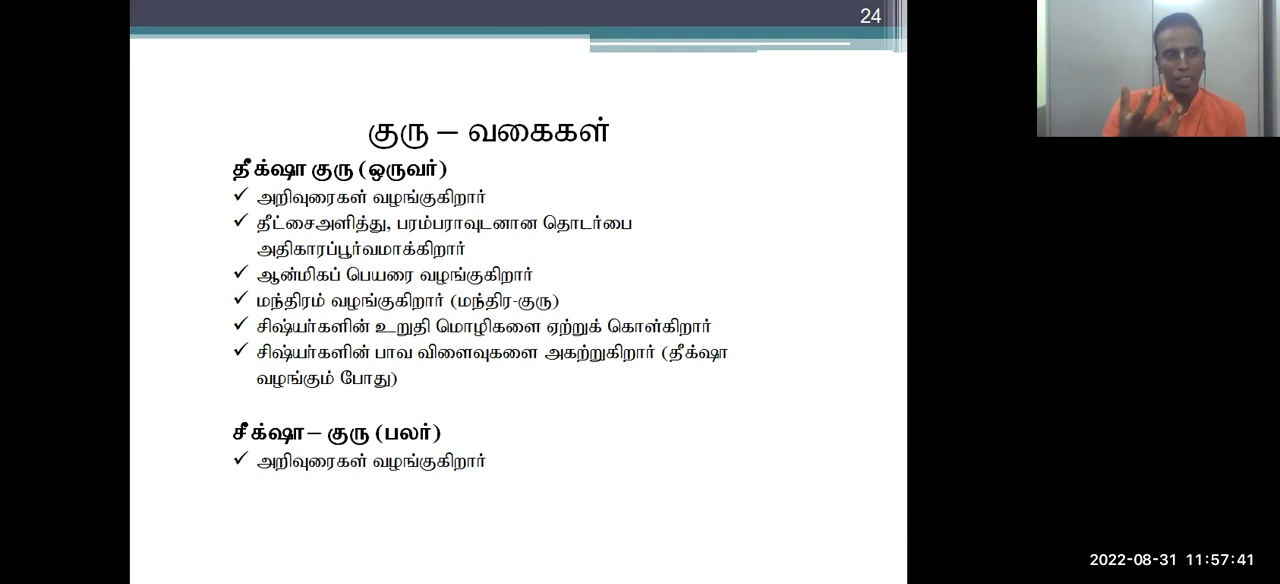 24
குரு – வகைகள்
தீக்ஷா குரு (ஒருவர்)
✓ அறிவுரைகள் வழங்குகிறார்
✓ தீட்சைஅளித்து, பரம்பராவுடனான தொடர்பை
அதிகாரப்பூர்வமாக்கிறார்
✓ ஆன்மிகப் பெயரை வழங்குகிறார்
✓ மந்திரம் வழங்குகிறார் (மந்திர-குரு)
✓ சிஷ்யர்களின் உறுதி மொழிகளை ஏற்றுக் கொள்கிறார்
✓ சிஷ்யர்களின் பாவ விளைவுகளை அகற்றுகிறார் (தீக்ஷா
வழங்கும் போது)
சீக்ஷா – குரு (பலர்)
✓ அறிவுரைகள் வழங்குகிறார்
2022-08-31 11:57:41